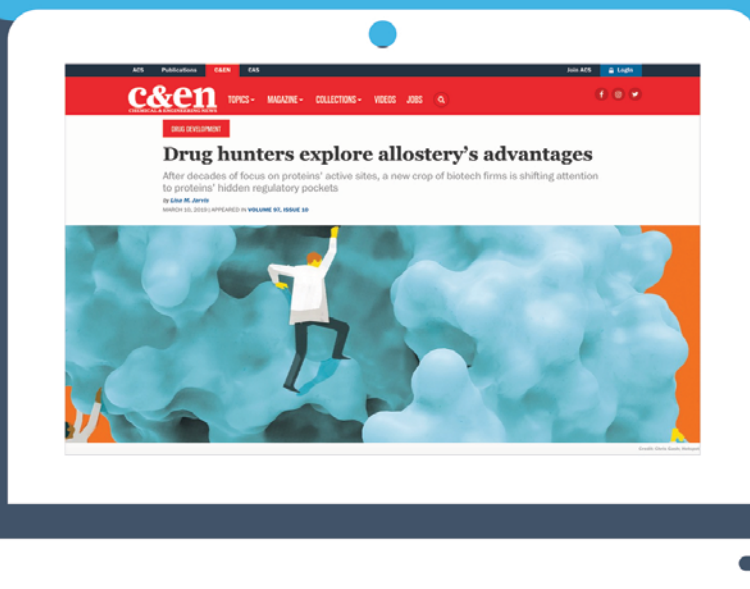 ACS Publications C&EN CAS Join ACS Login
c&en TOPICS MAGAZINE COLLECTIONS VIDEOS JOBS
CHEMICAL & ENGINEERING NEWS
DRUG DEVELOPMENT
Drug hunters explore allostery's advantages
After decades of focus on proteins' active sites, a new crop of biotech firms is shifting attention
to proteins' hidden regulatory pockets
by Lisa M. Jarvis
MARCH 10, 2019 | APPEARED IN VOLUME 97, ISSUE 10